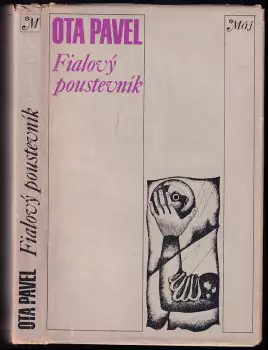 *M
OTA PAVEL
Fialový
poustevník
*Máj
OTA PAVEL Fialový poustevník